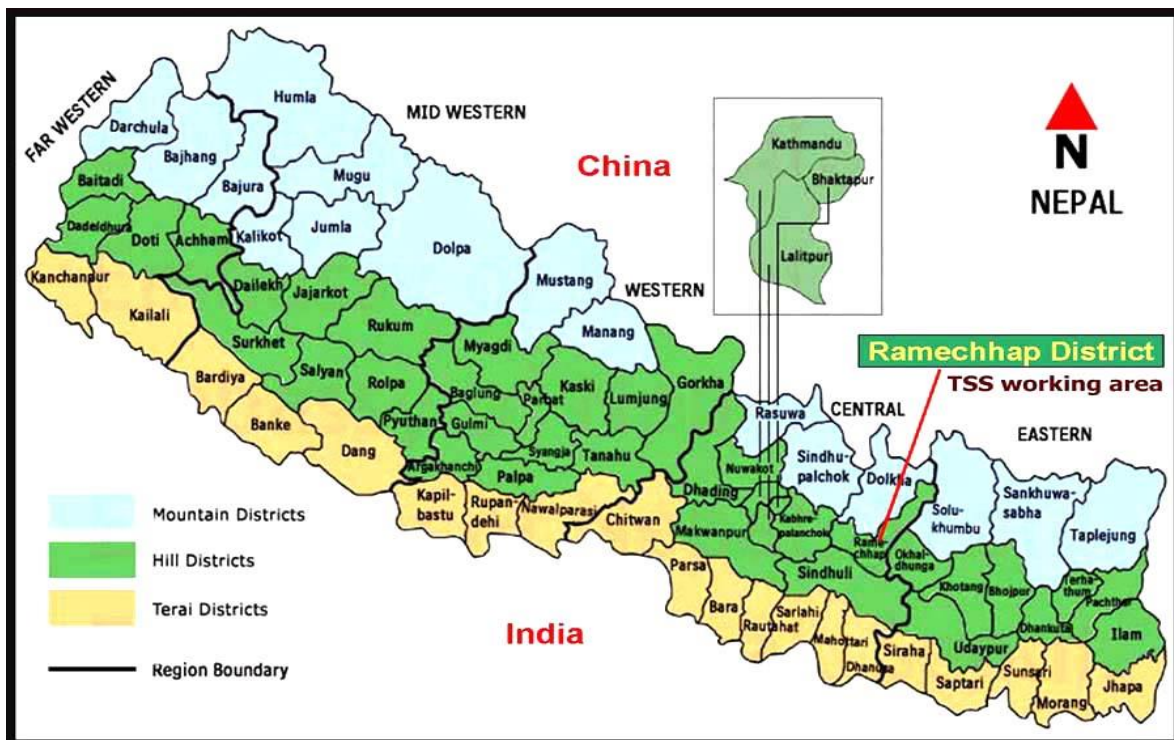 FAR WESTERN
MID WESTERN
WESTERN
CENTRAL
EASTERN
China
India
N
NEPAL
Ramechhap District
TSS working area
Kathmandu
Bhaktapur
Lalitpur
Humla
Darchula
Bajhang
Bajura
Mugu
Baitadi
Dadeldhura
Doti
Achham
Kalikot
Jumla
Dolpa
Mustang
Manang
Kanchanpur
Kailali
Dailekh
Jajarkot
Rukum
Surkhet
Salyan
Rolpa
Bardiya
Banke
Dang
Pyuthan
Myagdi
Baglung
Parbat
Kaski
Lumjung
Gorkha
Gulmi
Syangja
Tanahu
Argakhanchi
Palpa
Kapil-
bastu
Rupan-
dehi
Nawalparasi
Chitwan
Rasuwa
Nuwakot
Dhading
Sindhu-
palchok
Dolkha
Makwanpur
Kabhre-
palanchok
Rame-
chhap
Sindhuli
Okhal-
dhunga
Solu-
khumbu
Sankhuwa-
sabha
Taplejung
Parsa
Bara
Rautahat
Sarlahi
Mahottari
Dhanusa
Siraha
Saptari
Khotang
Bhojpur
Terha-
thum
Pachthar
Dhankuta
Ilam
Udaypur
Sunsari
Morang
Jhapa
Mountain Districts
Hill Districts
Terai Districts
Region Boundary